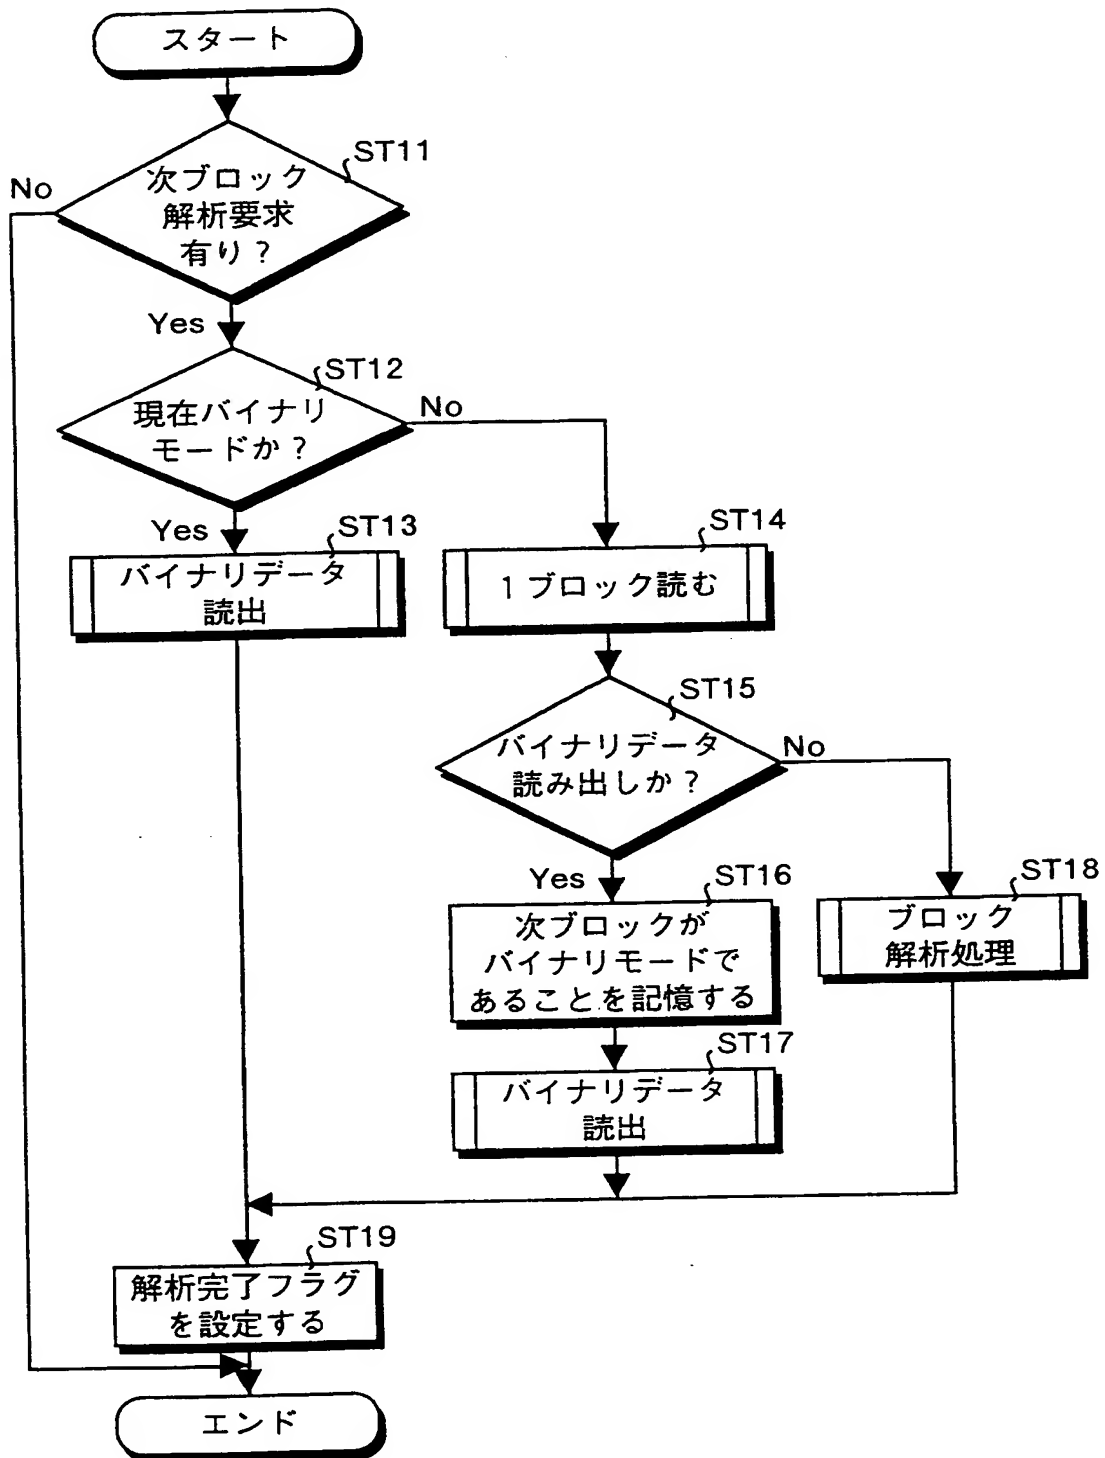 スタート
ST11
No
次ブロック
解析要求
有り?
Yes
ST12
現在バイナリ
モードか?
No
Yes
ST13
バイナリデータ
読出
ST14
1ブロック読む
ST15
バイナリデータ
読み出しか?
No
Yes
ST16
次ブロックが
バイナリモードで
あることを記憶する
ST18
ブロック
解析処理
ST17
バイナリデータ
読出
ST19
解析完了フラグ
を設定する
エンド